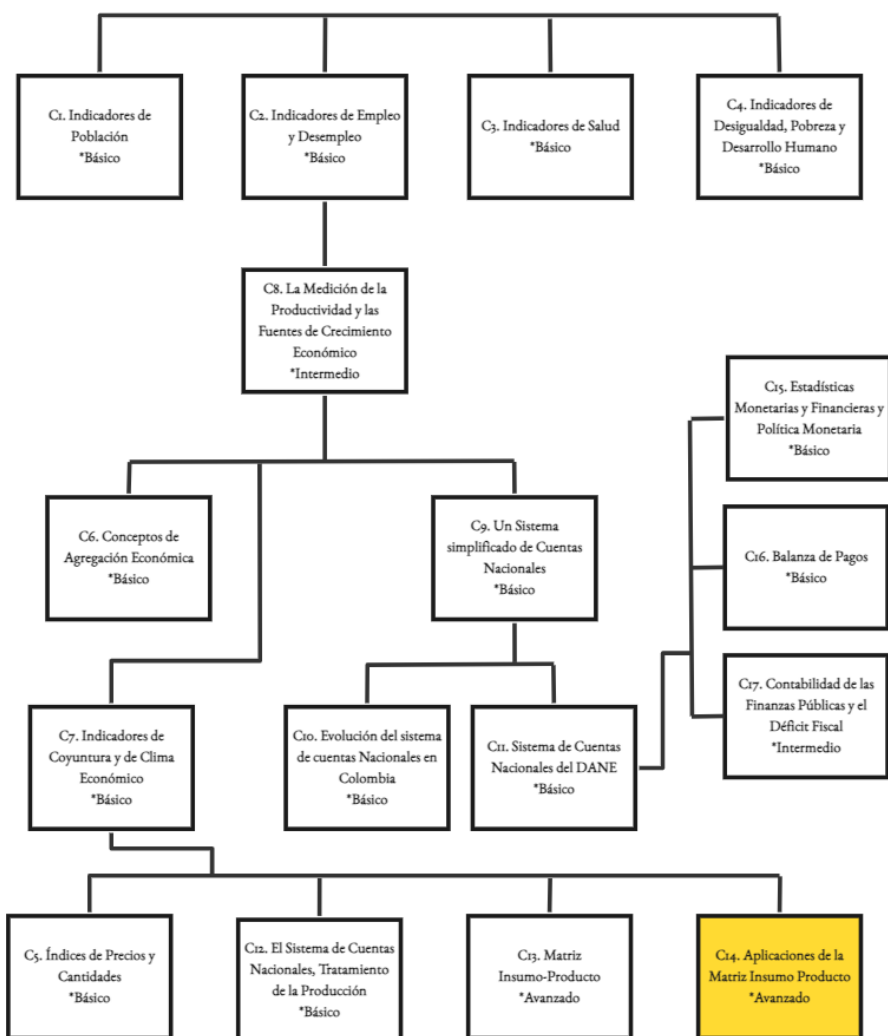 C1. Indicadores de
Población
*Básico
C2. Indicadores de Empleo
y Desempleo
*Básico
C3. Indicadores de Salud
*Básico
C4. Indicadores de
Desigualdad, Pobreza y
Desarrollo Humano
*Básico
C8. La Medición de la
Productividad y las
Fuentes de Crecimiento
Económico
*Intermedio
C15. Estadísticas
Monetarias y Financieras y
Política Monetaria
*Básico
C6. Conceptos de
Agregación Económica
*Básico
C9. Un Sistema
simplificado de Cuentas
Nacionales
*Básico
C16. Balanza de Pagos
*Básico
C17. Contabilidad de las
Finanzas Públicas y el
Déficit Fiscal
*Intermedio
C7. Indicadores de
Coyuntura y de Clima
Económico
*Básico
C10. Evolución del sistema
de cuentas Nacionales en
Colombia
*Básico
C11. Sistema de Cuentas
Nacionales del DANE
*Básico
C5. Índices de Precios y
Cantidades
*Básico
C12. El Sistema de Cuentas
Nacionales, Tratamiento
de la Producción
*Básico
C13. Matriz
Insumo-Producto
*Avanzado
C14. Aplicaciones de la
Matriz Insumo Producto
*Avanzado